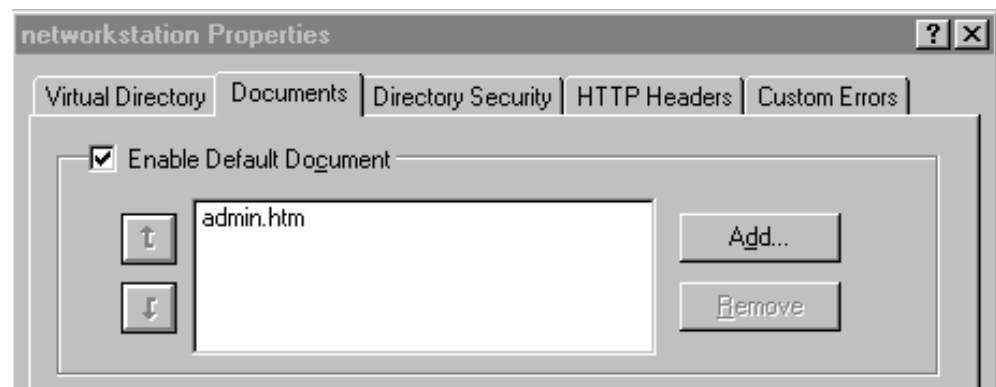 networkstation Properties
Virtual Directory Documents Directory Security HTTP Headers Custom Errors
Enable Default Document
admin.htm
Add...
Remove